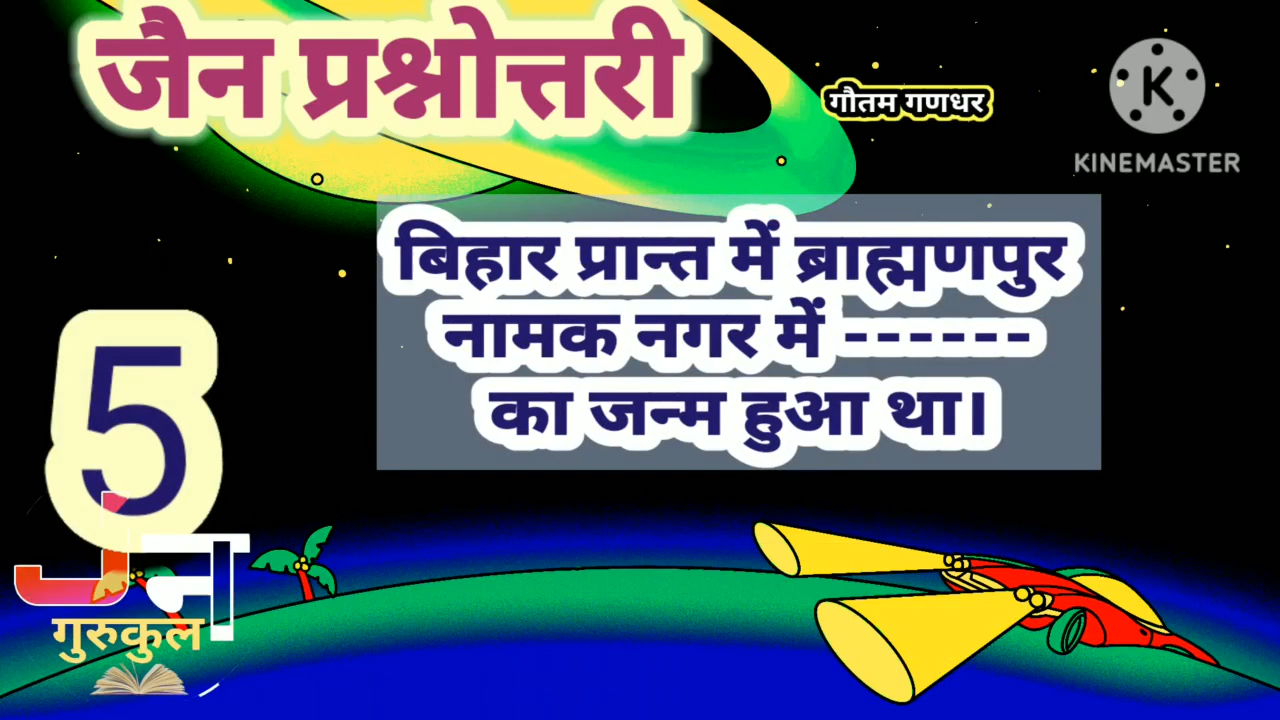 जैन प्रश्नोत्तरी
गौतम गणधर
KINEMASTER
बिहार प्रान्त में ब्राह्मणपुर
नामक नगर में ------
का जन्म हुआ था।
5
जैन
गुरुकुल